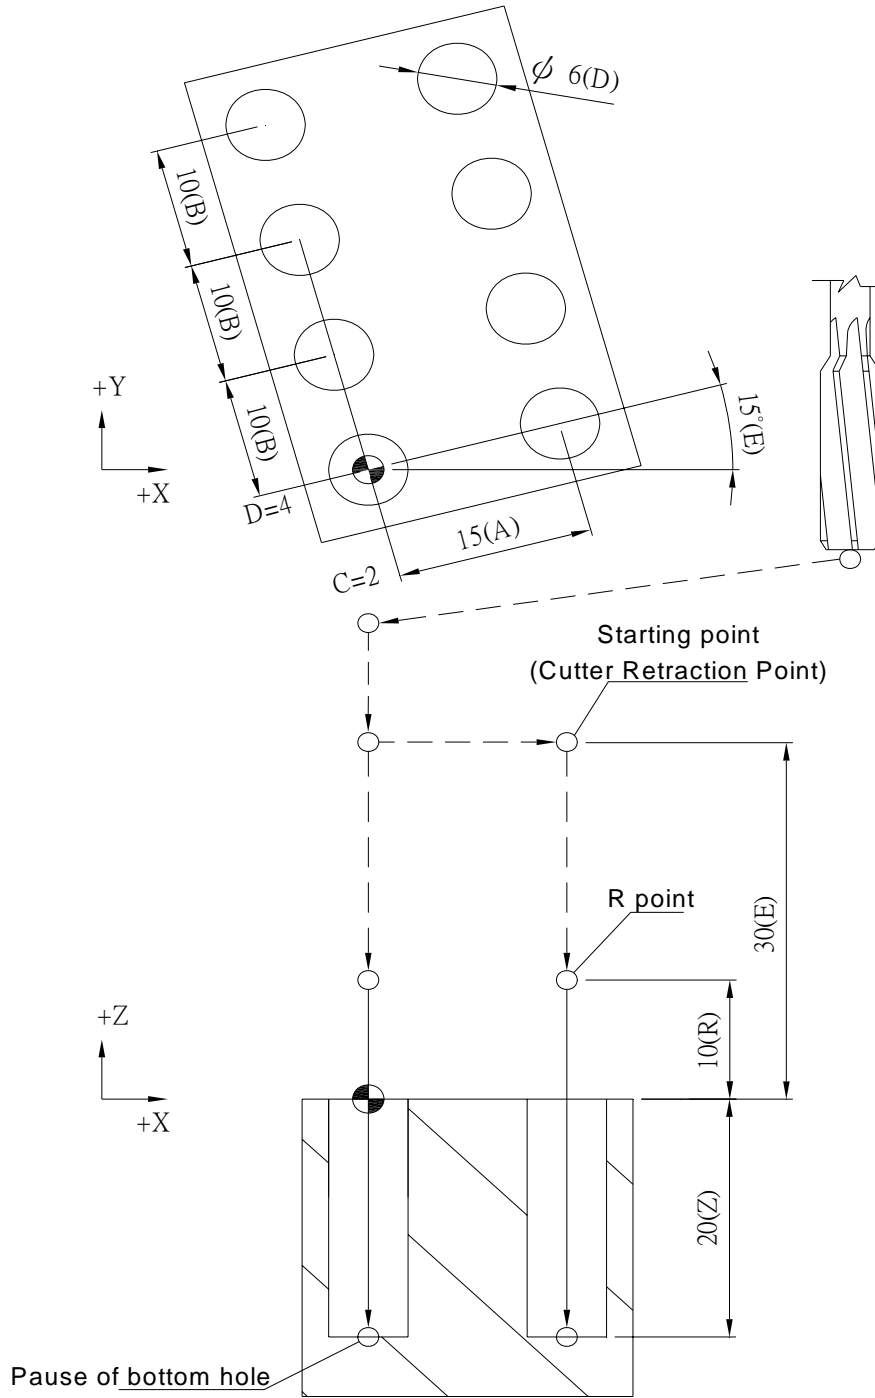 ϕ 6(D)
10(B)
10(B)
10(B)
+Y
+X
15°(E)
D=4
15(A)
C=2
Starting point
(Cutter Retraction Point)
R point
30(E)
+Z
10(R)
+X
20(Z)
Pause of bottom hole